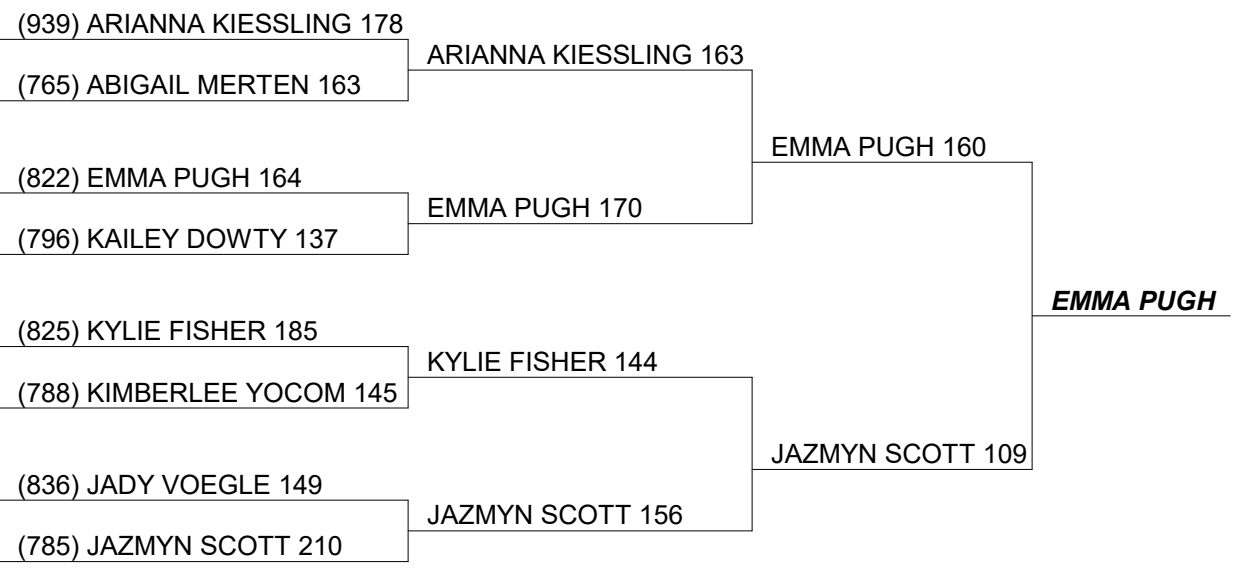 (939) ARIANNA KIESSLING 178
(765) ABIGAIL MERTEN 163
(822) EMMA PUGH 164
(796) KAILEY DOWTY 137
(825) KYLIE FISHER 185
(788) KIMBERLEE YOCOM 145
(836) JADY VOEGLE 149
(785) JAZMYN SCOTT 210
ARIANNA KIESSLING 163
EMMA PUGH 170
KYLIE FISHER 144
JAZMYN SCOTT 156
EMMA PUGH 160
JAZMYN SCOTT 109
EMMA PUGH